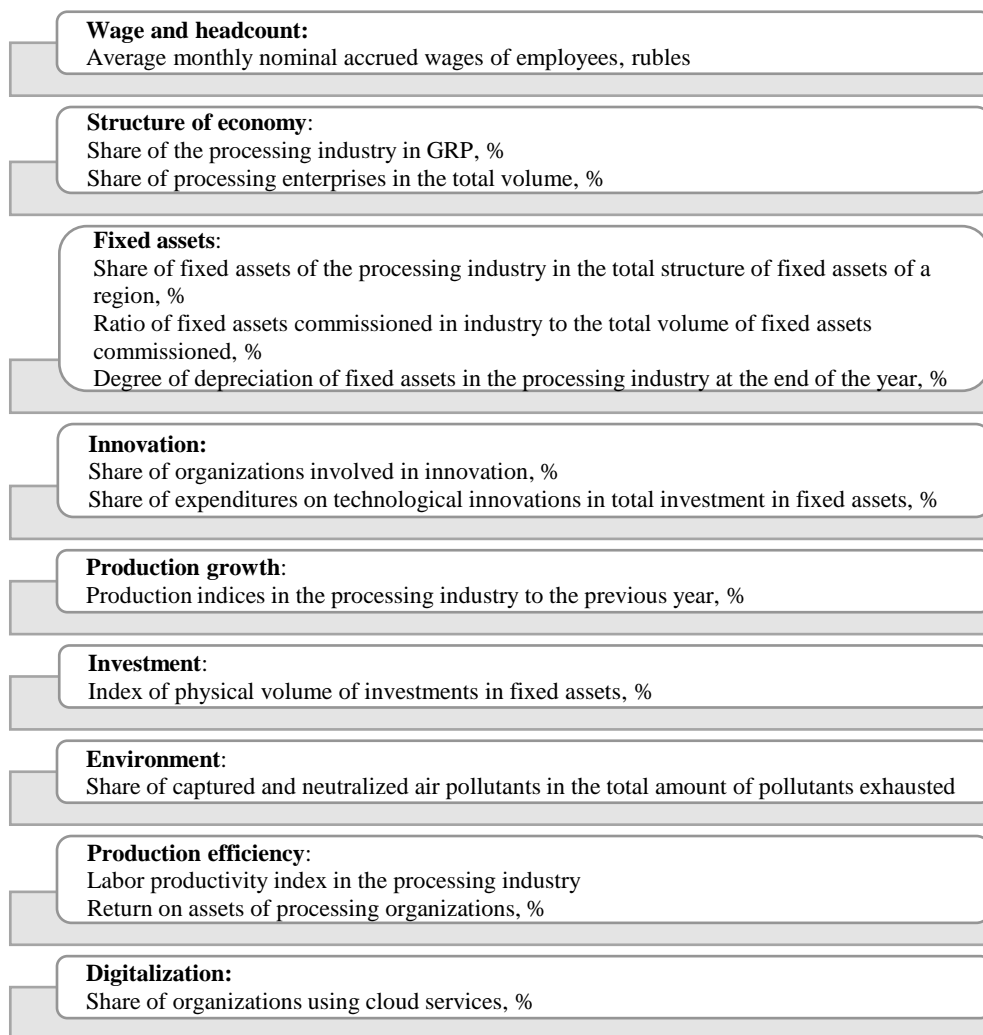 Wage and headcount:
Average monthly nominal accrued wages of employees, rubles
Structure of economy:
Share of the processing industry in GRP, %
Share of processing enterprises in the total volume, %
Fixed assets:
Share of fixed assets of the processing industry in the total structure of fixed assets of a
region, %
Ratio of fixed assets commissioned in industry to the total volume of fixed assets
commissioned, %
Degree of depreciation of fixed assets in the processing industry at the end of the year, %
Innovation:
Share of organizations involved in innovation, %
Share of expenditures on technological innovations in total investment in fixed assets, %
Production growth:
Production indices in the processing industry to the previous year, %
Investment:
Index of physical volume of investments in fixed assets, %
Environment:
Share of captured and neutralized air pollutants in the total amount of pollutants exhausted
Production efficiency:
Labor productivity index in the processing industry
Return on assets of processing organizations, %
Digitalization:
Share of organizations using cloud services, %